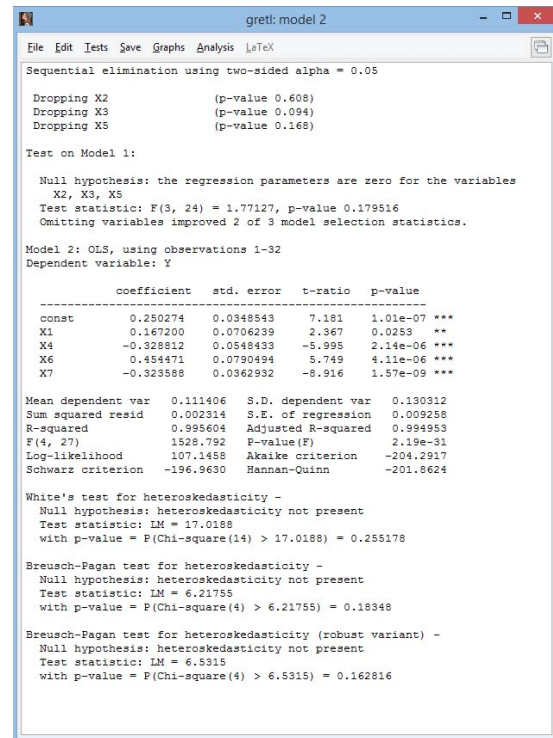 gretl: model 2
File Edit Tests Save Graphs Analysis LaTeX
Sequential elimination using two-sided alpha = 0.05
Dropping X2 (p-value 0.608)
Dropping X3 (p-value 0.094)
Dropping X5 (p-value 0.168)
Test on Model 1:
Null hypothesis: the regression parameters are zero for the variables
X2, X3, X5
Test statistic: F(3, 24) = 1.77127, p-value 0.179516
Omitting variables improved 2 of 3 model selection statistics.
Model 2: OLS, using observations 1-32
Dependent variable: Y
coefficient std. error t-ratio p-value
const 0.250274 0.0348543 7.181 1.01e-07 ***
X1 0.167200 0.0706239 2.367 0.0253 **
X4 -0.328812 0.0548433 -5.995 2.14e-06 ***
X6 0.454471 0.0790494 5.749 4.11e-06 ***
X7 -0.323588 0.0362932 -8.916 1.57e-09 ***
Mean dependent var 0.111406 S.D. dependent var 0.130312
Sum squared resid 0.002314 S.E. of regression 0.009258
R-squared 0.995604 Adjusted R-squared 0.994953
F(4, 27) 1528.792 P-value(F) 2.19e-31
Log-likelihood 107.1458 Akaike criterion -204.2917
Schwarz criterion -196.9630 Hannan-Quinn -201.8624
White's test for heteroskedasticity -
Null hypothesis: heteroskedasticity not present
Test statistic: LM = 17.0188
with p-value = P(Chi-square(14) > 17.0188) = 0.255178
Breusch-Pagan test for heteroskedasticity -
Null hypothesis: heteroskedasticity not present
Test statistic: LM = 6.21755
with p-value = P(Chi-square(4) > 6.21755) = 0.18348
Breusch-Pagan test for heteroskedasticity (robust variant) -
Null hypothesis: heteroskedasticity not present
Test statistic: LM = 6.5315
with p-value = P(Chi-square(4) > 6.5315) = 0.162816